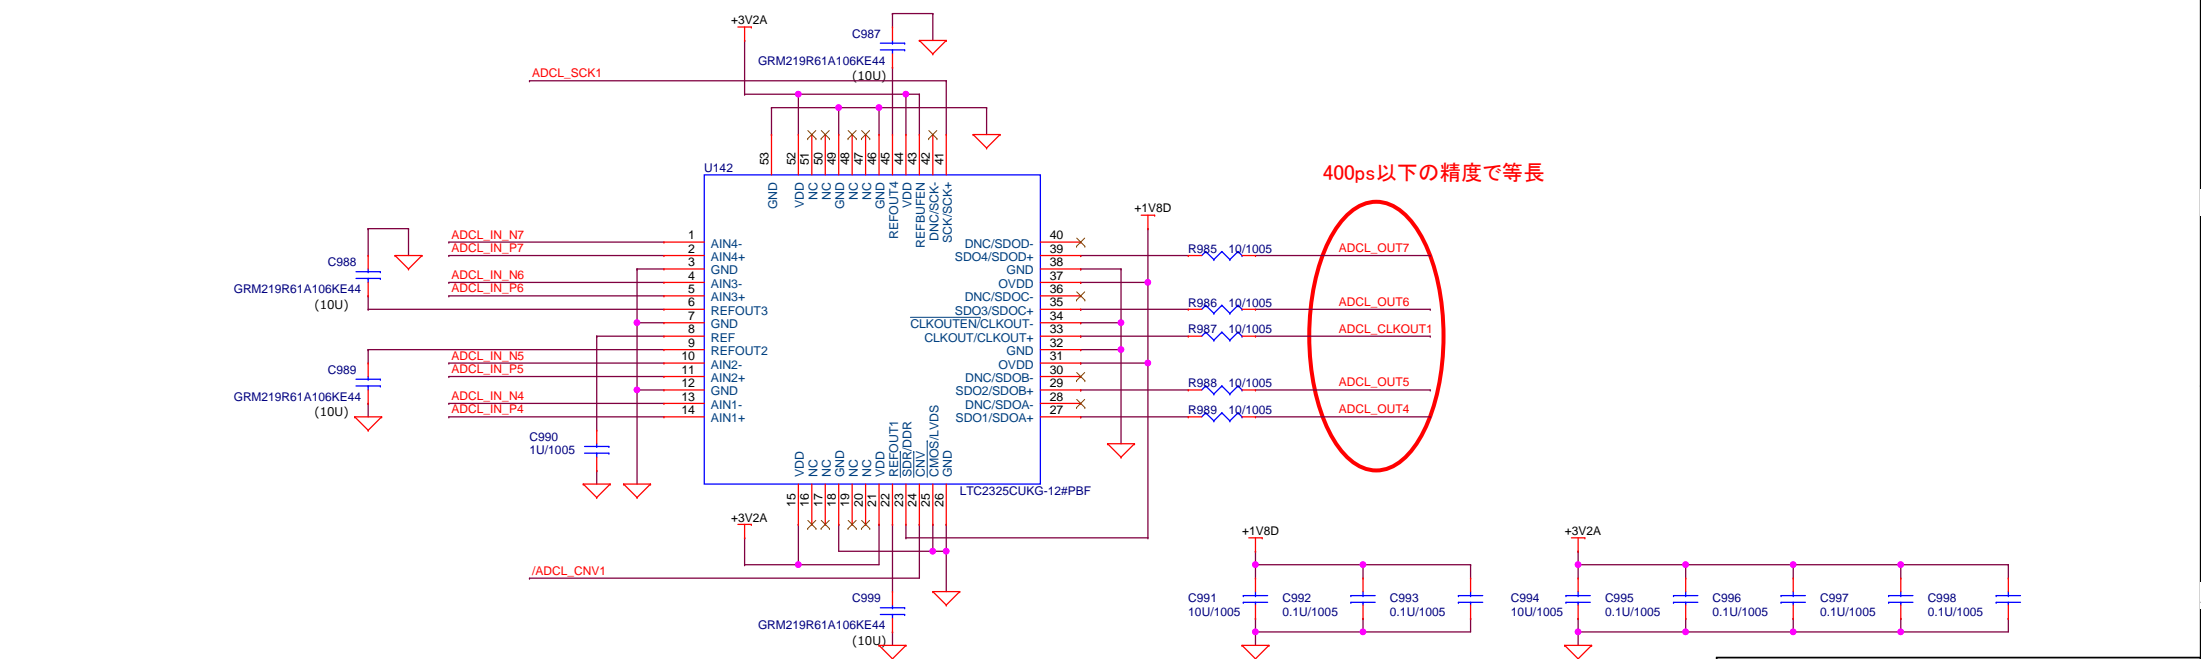 +3V2A
C987
GRM219R61A106KE44
(10U)
ADCL_SCK1
53
52
51
50
49
48
47
46
45
44
43
42
41
U142
GND
VDD
NC
NC
GND
NC
NC
GND
REFOUT4
VDD
REFBUFEN
DNC/SCK-
SCK/SCK+
400ps以下の精度で等長
+1V8D
ADCL_IN_N7
1
AIN4-
ADCL_IN_P7
2
AIN4+
3
GND
ADCL_IN_N6
4
AIN3-
ADCL_IN_P6
5
AIN3+
6
REFOUT3
7
GND
8
REF
9
REFOUT2
ADCL_IN_N5
10
AIN2-
ADCL_IN_P5
11
AIN2+
12
GND
ADCL_IN_N4
13
AIN1-
ADCL_IN_P4
14
AIN1+
C988
GRM219R61A106KE44
(10U)
C989
GRM219R61A106KE44
(10U)
C990
1U/1005
DNC/SDOD-
40
SDO4/SDOD+
39
R985 10/1005
ADCL_OUT7
GND
38
OVDD
37
DNC/SDOC-
36
SDO3/SDOC+
35
R986 10/1005
ADCL_OUT6
CLKOUTEN/CLKOUT-
34
CLKOUT/CLKOUT+
33
R987 10/1005
ADCL_CLKOUT1
GND
32
OVDD
31
DNC/SDOB-
30
SDO2/SDOB+
29
R988 10/1005
ADCL_OUT5
DNC/SDOA-
28
SDO1/SDOA+
27
R989 10/1005
ADCL_OUT4
VDD
NC
NC
GND
NC
NC
VDD
REFOUT1
SDR/DDR
CNV
CMOS/LVDS
GND
LTC2325CUKG-12#PBF
15
16
17
18
19
20
21
22
23
24
25
26
+3V2A
/ADCL_CNV1
C999
GRM219R61A106KE44
(10U)
+1V8D
C991
10U/1005
C992
0.1U/1005
C993
0.1U/1005
+3V2A
C994
10U/1005
C995
0.1U/1005
C996
0.1U/1005
C997
0.1U/1005
C998
0.1U/1005